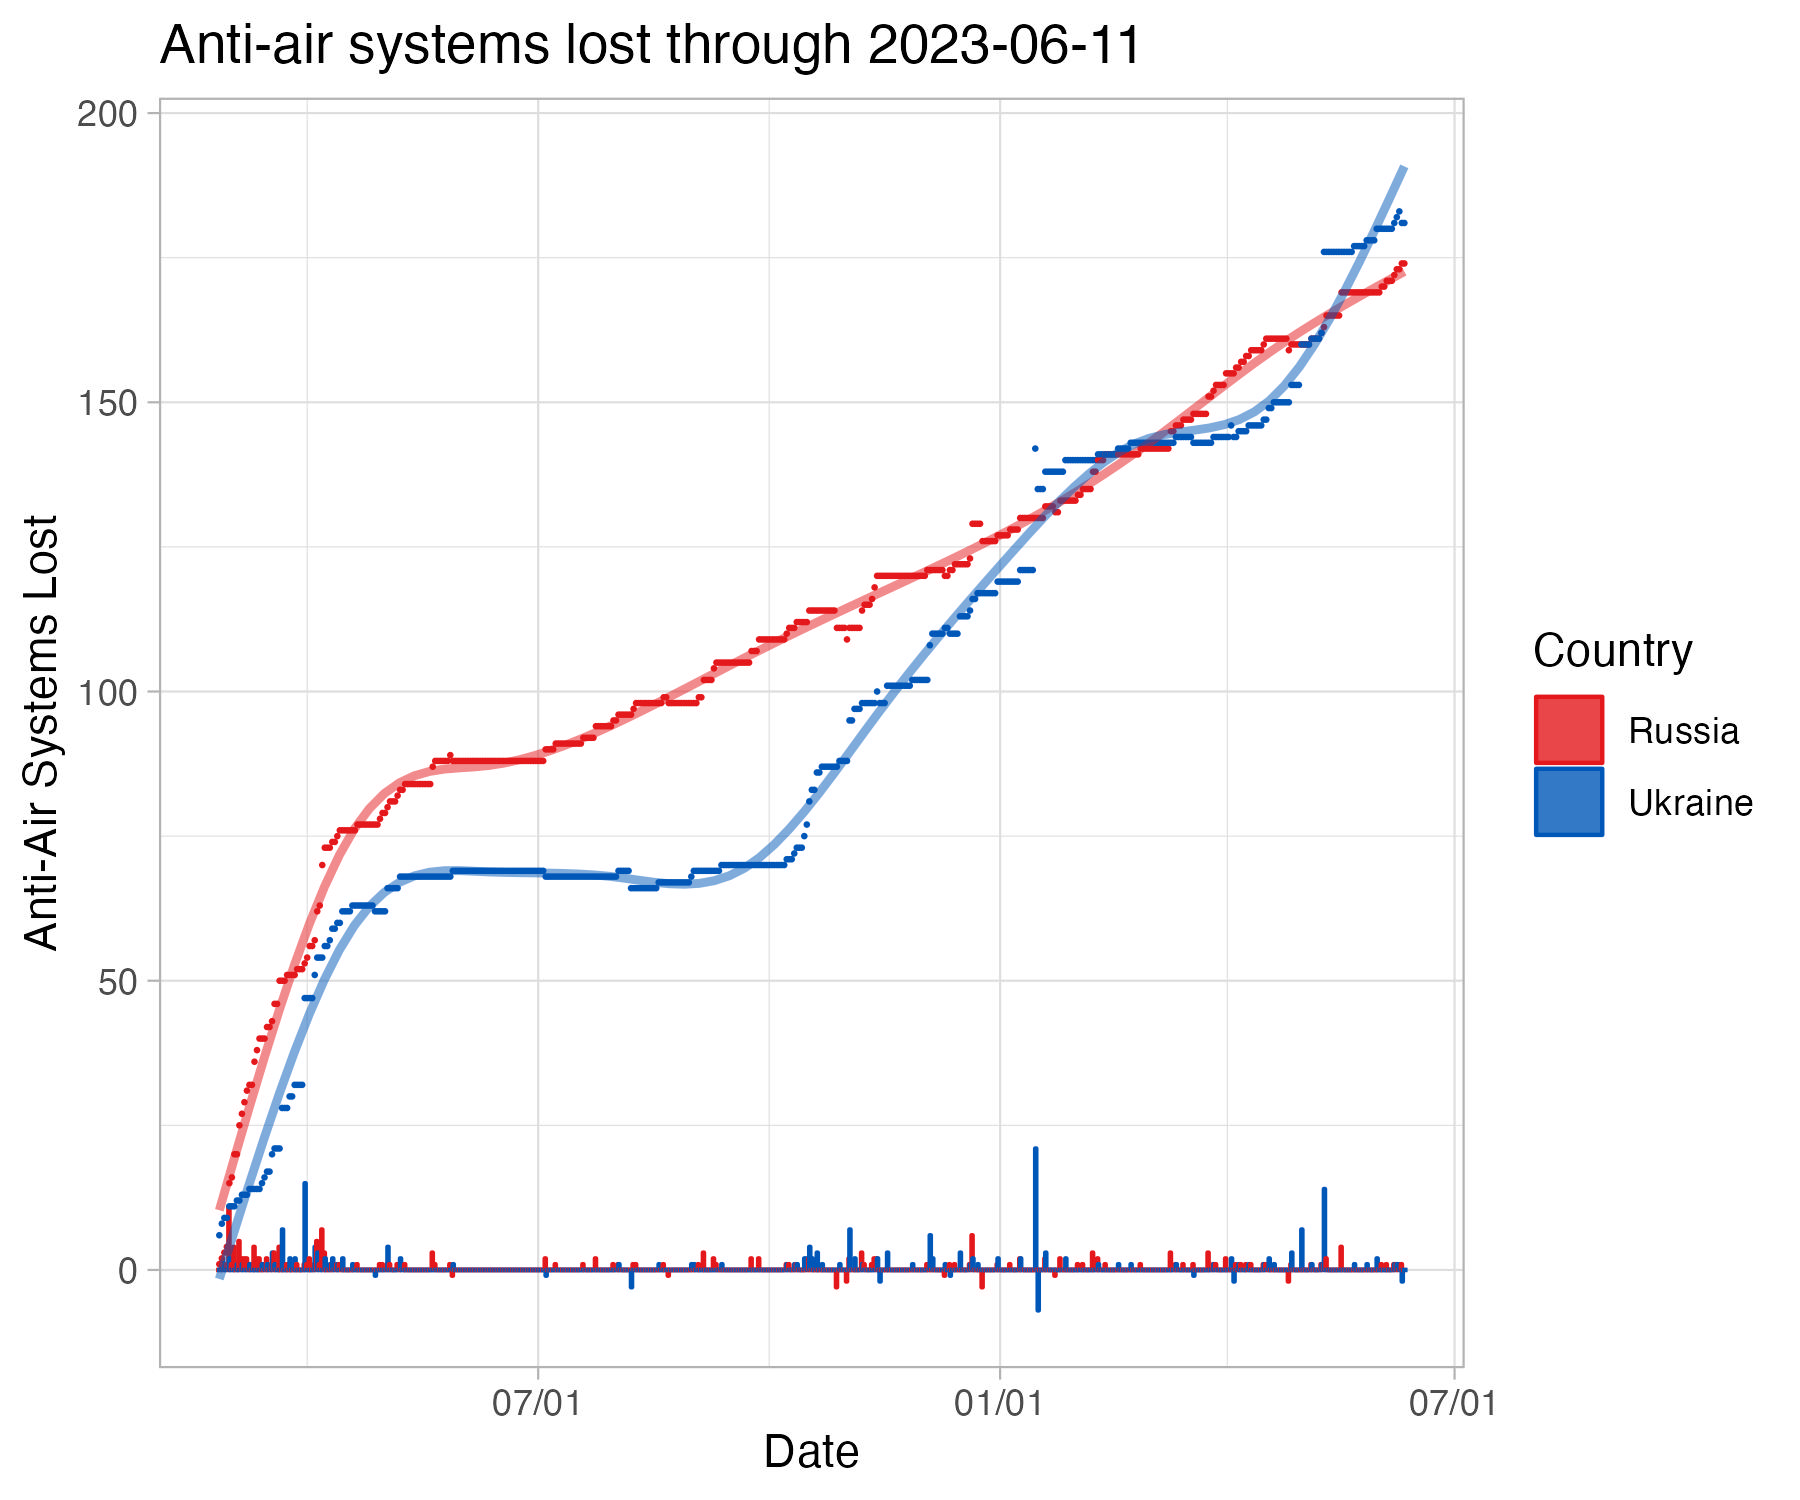 Anti-air systems lost through 2023-06-11
Anti-Air Systems Lost
200
150
100
50
0
07/01
01/01
07/01
Date
Country
Russia
Ukraine